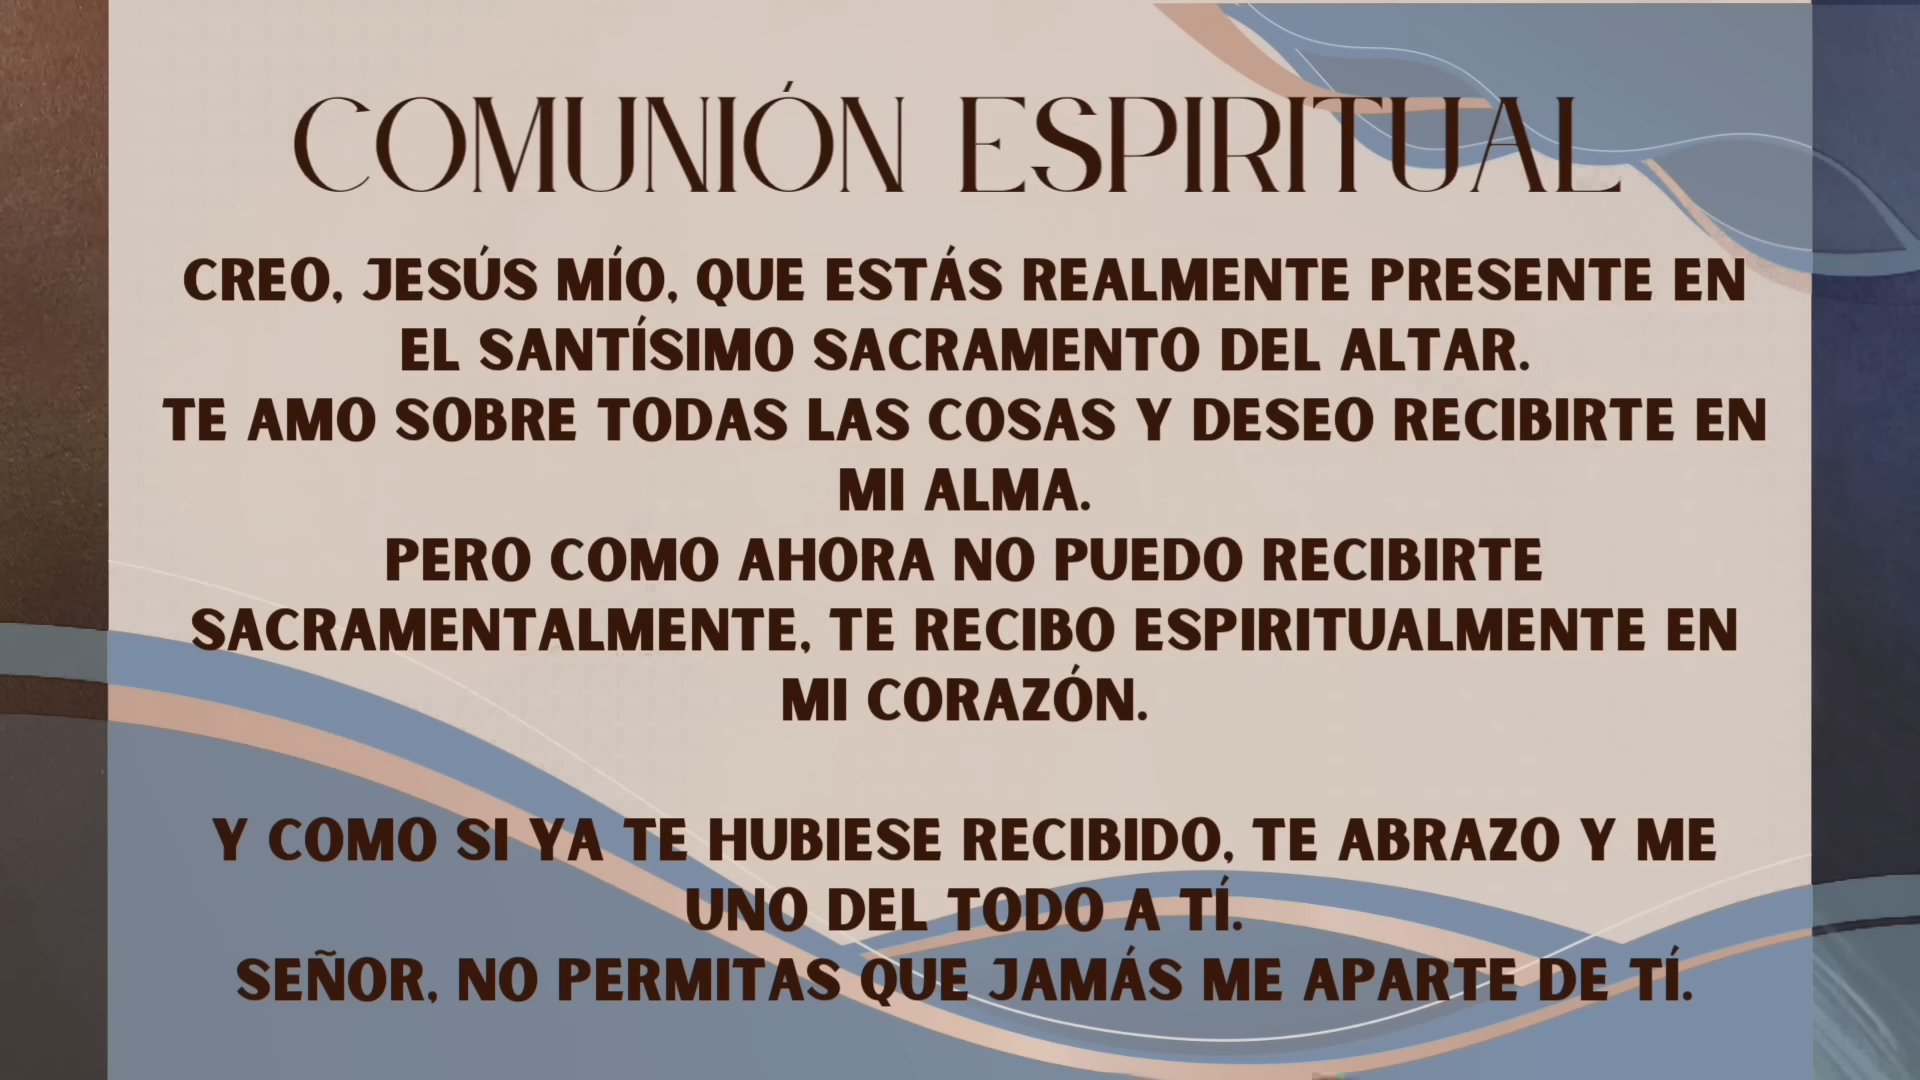 COMUNIÓN ESPIRITUAL
CREO, JESÚS MÍO, QUE ESTÁS REALMENTE PRESENTE EN
EL SANTÍSIMO SACRAMENTO DEL ALTAR.
TE AMO SOBRE TODAS LAS COSAS Y DESEO RECIBIRTE EN
MI ALMA.
PERO COMO AHORA NO PUEDO RECIBIRTE
SACRAMENTALMENTE, TE RECIBO ESPIRITUALMENTE EN
MI CORAZÓN.
Y COMO SI YA TE HUBIESE RECIBIDO, TE ABRAZO Y ME
UNO DEL TODO A TÍ.
SEÑOR, NO PERMITAS QUE JAMÁS ME APARTE DE TÍ.